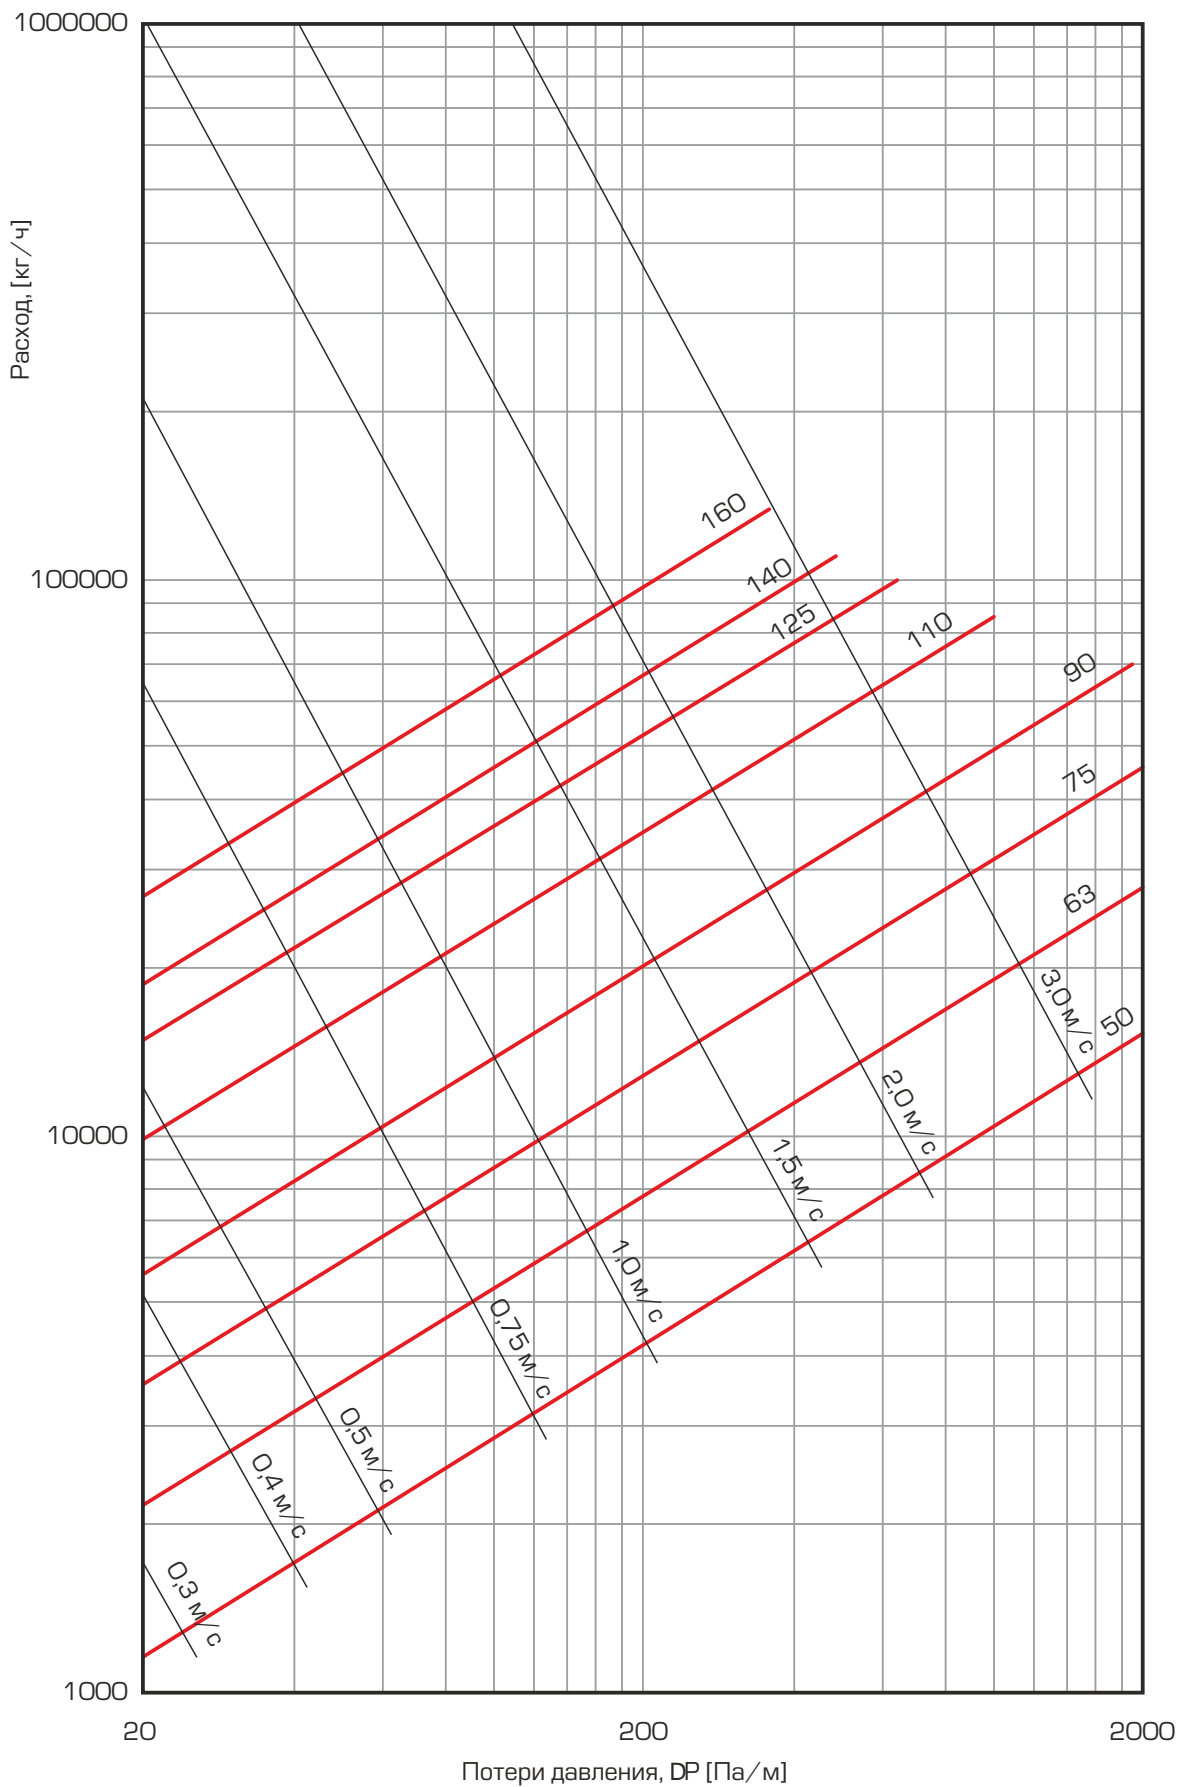 1000000
Расход, [кг/ч]
160
100000
140
125
110
90
75
63
3,0 м/с
50
2,0 м/с
10000
1,5 м/с
1,0 м/с
0,75 м/с
0,5 м/с
0,4 м/с
0,3 м/с
1000
20
200
2000
Потери давления, DP [Па/м]